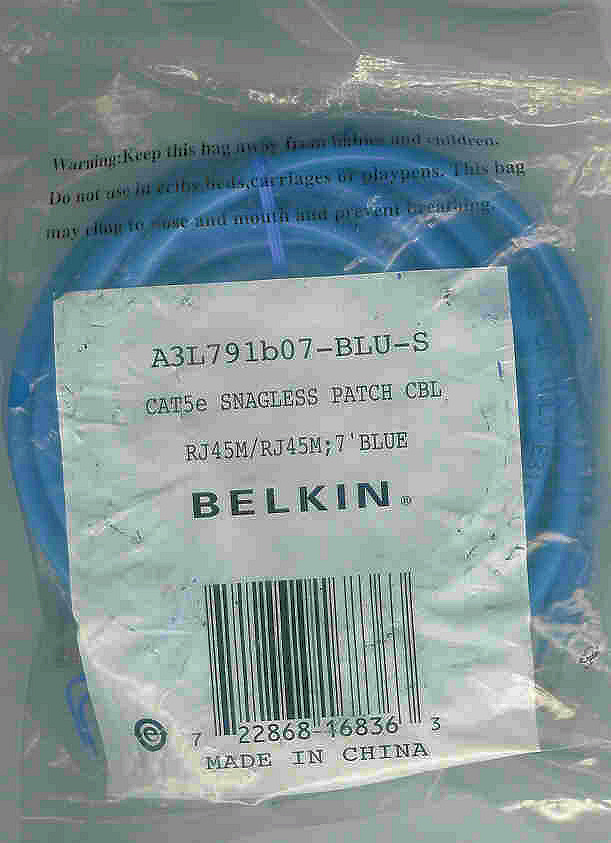 Warning:Keep this bag away from babies and children.
Do not use in cribs,beds,carriages or playpens. This bag
may cling to nose and mouth and prevent breathing.
A3L791b07-BLU-S
CAT5e SNAGLESS PATCH CBL
RJ45M/RJ45M;7'BLUE
BELKIN®
7 22868-16836 3
MADE IN CHINA